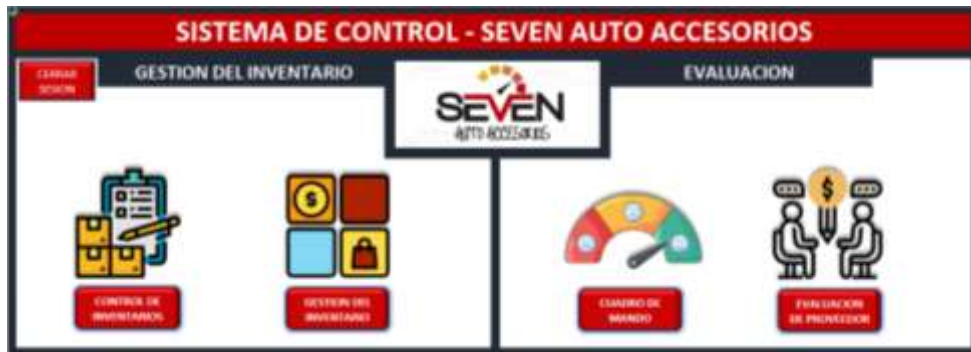 SISTEMA DE CONTROL - SEVEN AUTO ACCESORIOS
CERRAR
SESION
GESTION DEL INVENTARIO
EVALUACION
SEVEN
AUTO ACCESORIOS
CONTROL DE
INVENTARIOS
GESTION DEL
INVENTARIO
CUADRO DE
MANDO
EVALUACION
DE PROVEEDOR